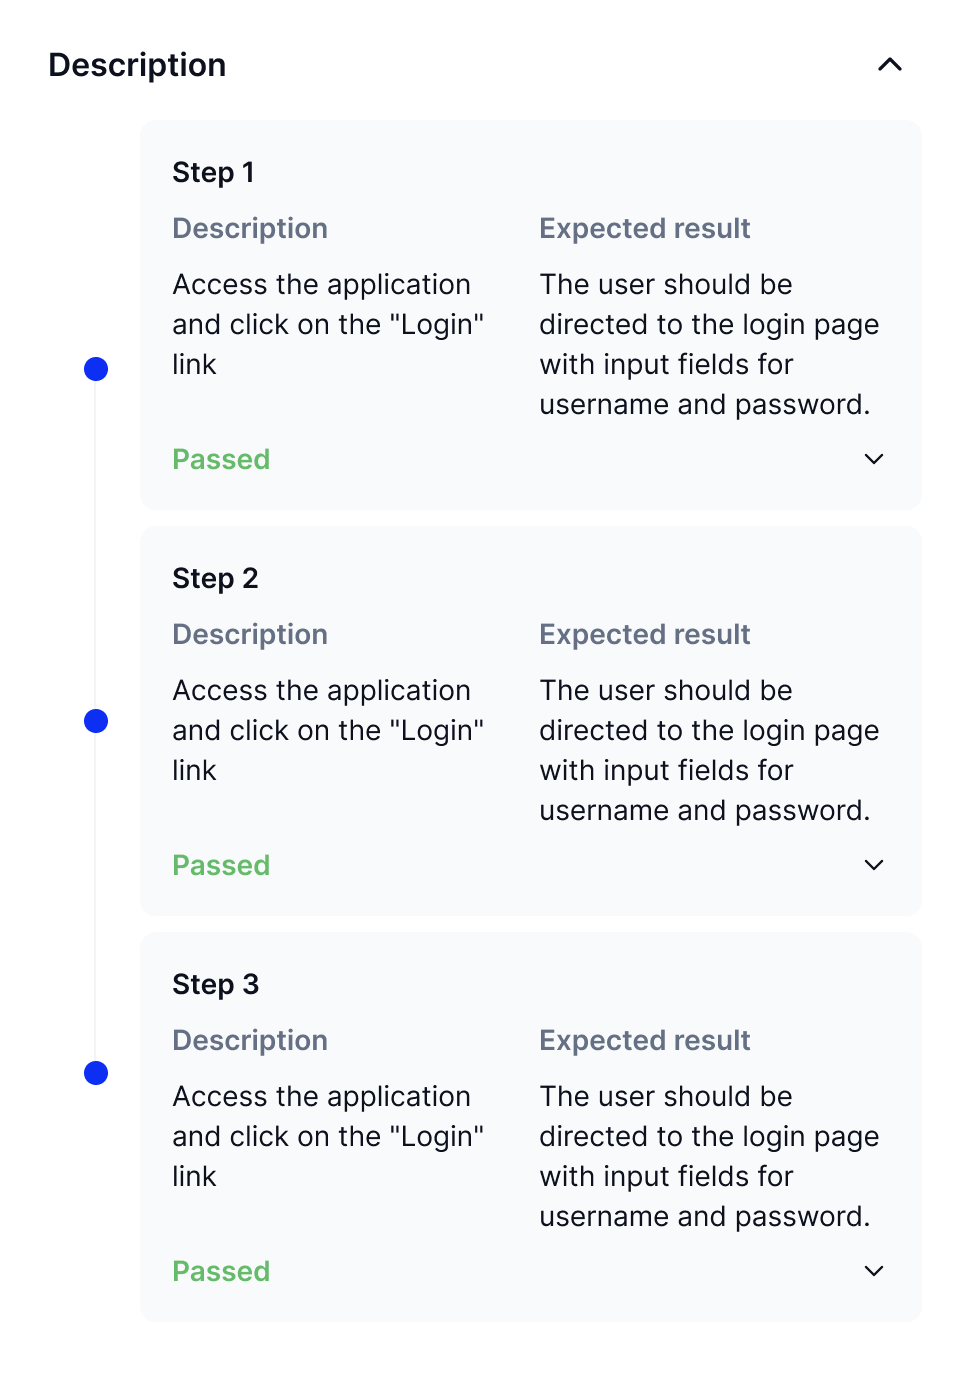 Description
Step 1
Description
Expected result
Access the application
and click on the "Login"
link
The user should be
directed to the login page
with input fields for
username and password.
Passed
Step 2
Description
Expected result
Access the application
and click on the "Login"
link
The user should be
directed to the login page
with input fields for
username and password.
Passed
Step 3
Description
Expected result
Access the application
and click on the "Login"
link
The user should be
directed to the login page
with input fields for
username and password.
Passed